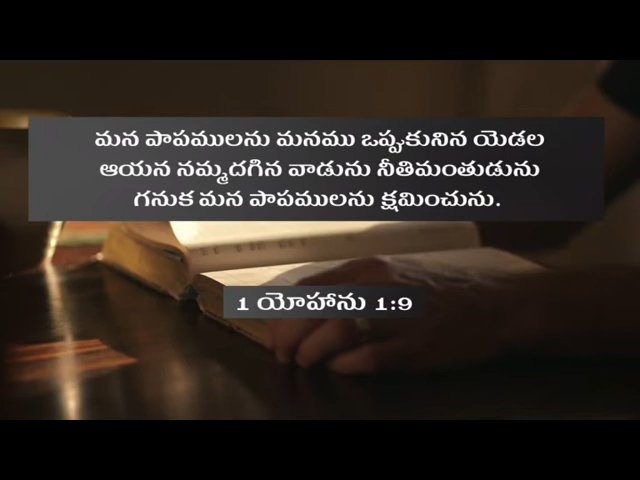 మన పాపములను మనము ఒప్పుకునిన యెడల
ఆయన నమ్మదగిన వాడును నీతిమంతుడును
గనుక మన పాపములను క్షమించును.
1 యోహాను 1:9